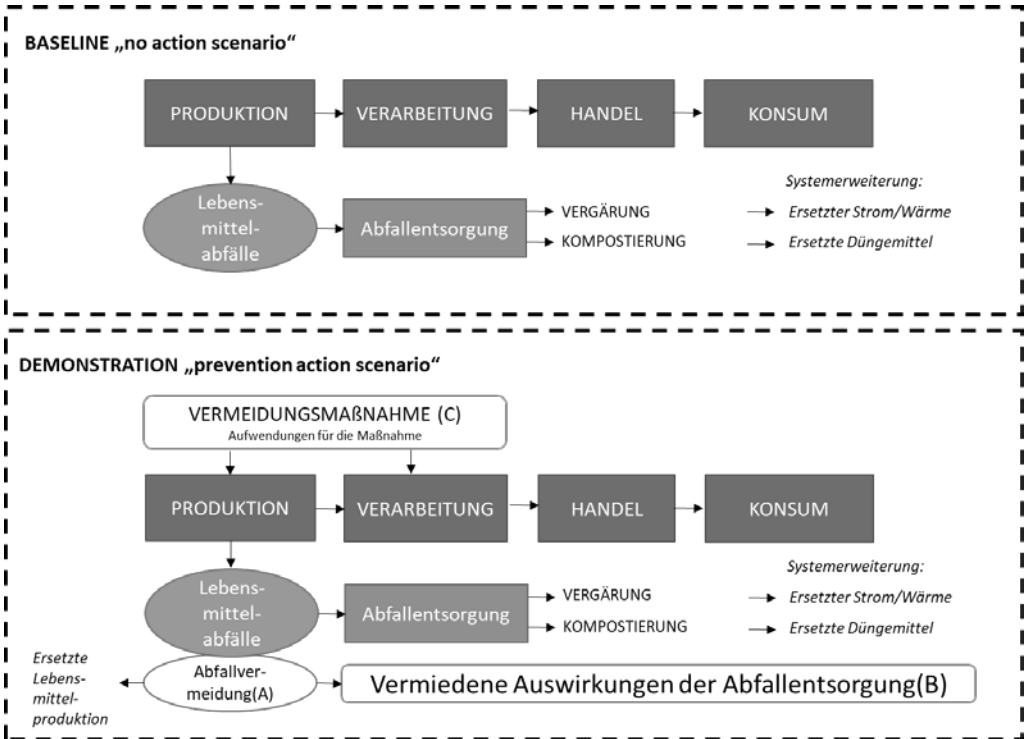 BASELINE „no action scenario“
PRODUKTION
VERARBEITUNG
HANDEL
KONSUM
Lebens-
mittel-
abfälle
Abfallentsorgung
VERGÄRUNG
KOMPOSTIERUNG
Systemerweiterung:
Ersetzter Strom/Wärme
Ersetzte Düngemittel
DEMONSTRATION „prevention action scenario“
VERMEIDUNGSMAßNAHME (C)
Aufwendungen für die Maßnahme
PRODUKTION
VERARBEITUNG
HANDEL
KONSUM
Lebens-
mittel-
abfälle
Abfallentsorgung
VERGÄRUNG
KOMPOSTIERUNG
Systemerweiterung:
Ersetzter Strom/Wärme
Ersetzte Düngemittel
Ersetzte
Lebens-
mittel-
produktion
Abfallver-
meidung(A)
Vermiedene Auswirkungen der Abfallentsorgung(B)